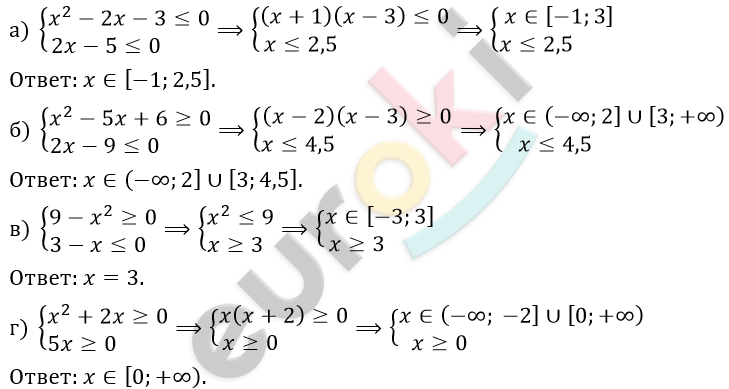 а) {x² − 2x − 3 ≤ 0 ⟹ {(x + 1)(x − 3) ≤ 0 ⟹ {x ∈ [−1; 3]
{2x − 5 ≤ 0 {x ≤ 2,5 {x ≤ 2,5
Ответ: x ∈ [−1; 2,5].
б) {x² − 5x + 6 ≥ 0 ⟹ {(x − 2)(x − 3) ≥ 0 ⟹ {x ∈ (−∞; 2] ∪ [3; +∞)
{2x − 9 ≤ 0 {x ≤ 4,5 {x ≤ 4,5
Ответ: x ∈ (−∞; 2] ∪ [3; 4,5].
в) {9 − x² ≥ 0 ⟹ {x² ≤ 9 ⟹ {x ∈ [−3; 3]
{3 − x ≤ 0 {x ≥ 3 {x ≥ 3
Ответ: x = 3.
г) {x² + 2x ≥ 0 ⟹ {x(x + 2) ≥ 0 ⟹ {x ∈ (−∞; −2] ∪ [0; +∞)
{5x ≥ 0 {x ≥ 0 {x ≥ 0
Ответ: x ∈ [0; +∞).
euroki